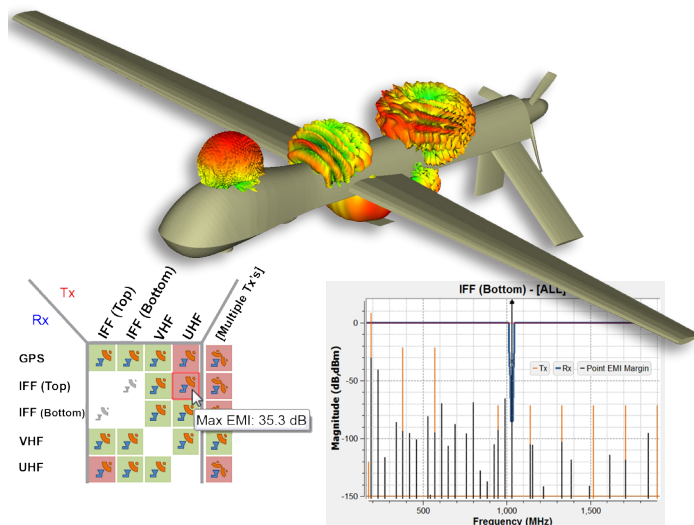 Tx
Rx
IFF (Top)
IFF (Bottom)
VHF
UHF
[Multiple Tx's]
GPS
IFF (Top)
IFF (Bottom)
VHF
UHF
Max EMI: 35.3 dB
IFF (Bottom) - [ALL]
Magnitude (dB,dBm)
0
-50
-100
-150
Tx Rx Point EMI Margin
500 1,000 1,500
Frequency (MHz)